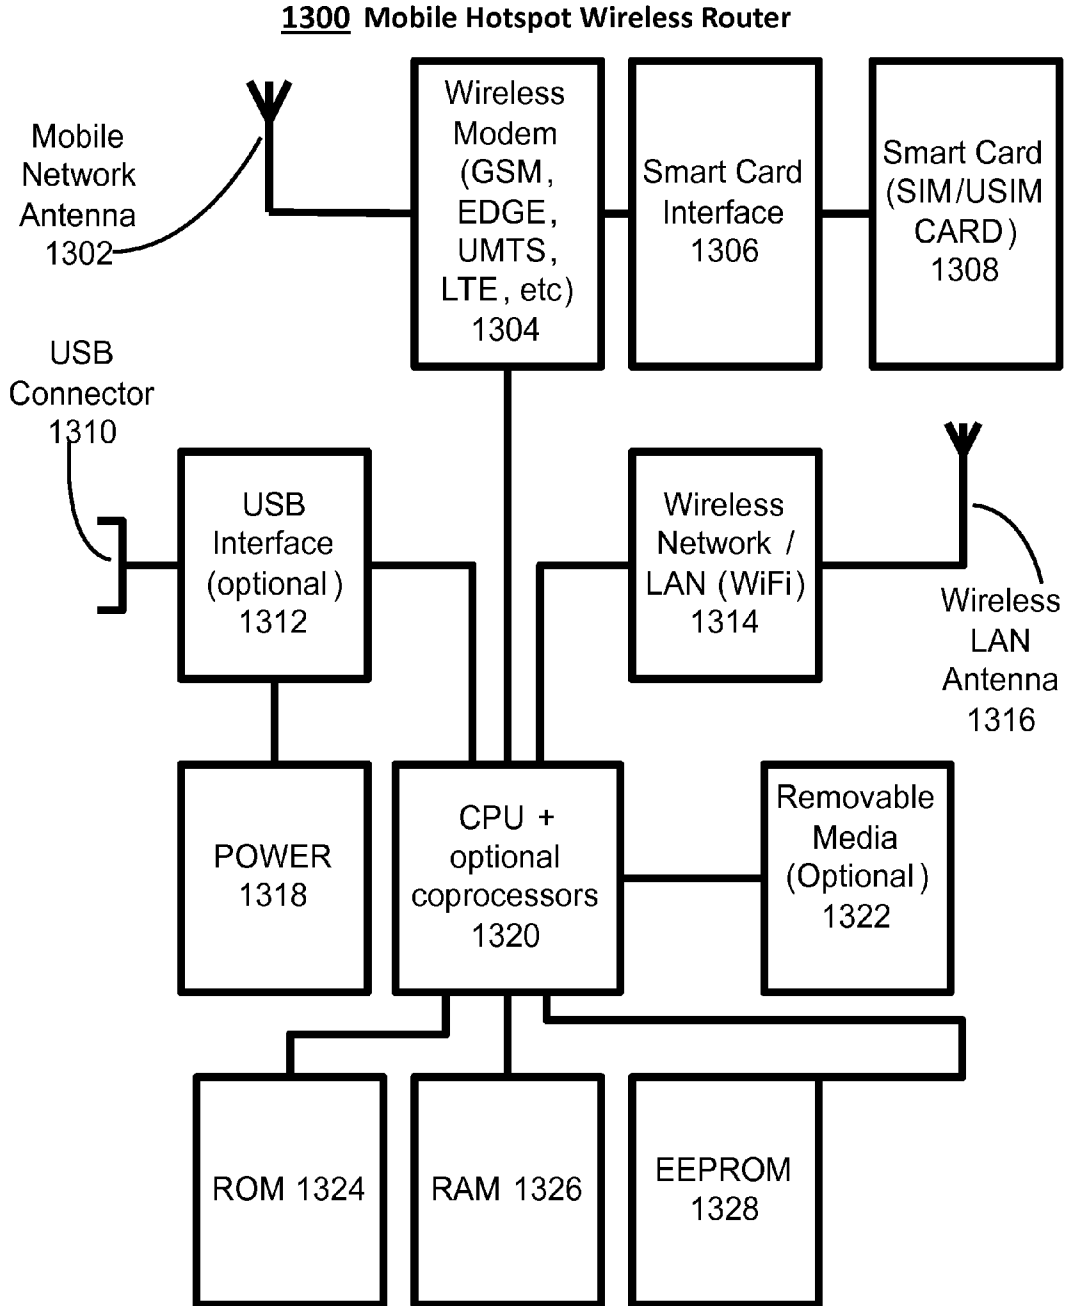 1300 Mobile Hotspot Wireless Router
Mobile
Network
Antenna
1302
Wireless
Modem
(GSM,
EDGE,
UMTS,
LTE, etc)
1304
Smart Card
Interface
1306
Smart Card
(SIM/USIM
CARD)
1308
USB
Connector
1310
USB
Interface
(optional)
1312
Wireless
Network /
LAN (WiFi)
1314
Wireless
LAN
Antenna
1316
POWER
1318
CPU +
optional
coprocessors
1320
Removable
Media
(Optional)
1322
ROM 1324
RAM 1326
EEPROM
1328